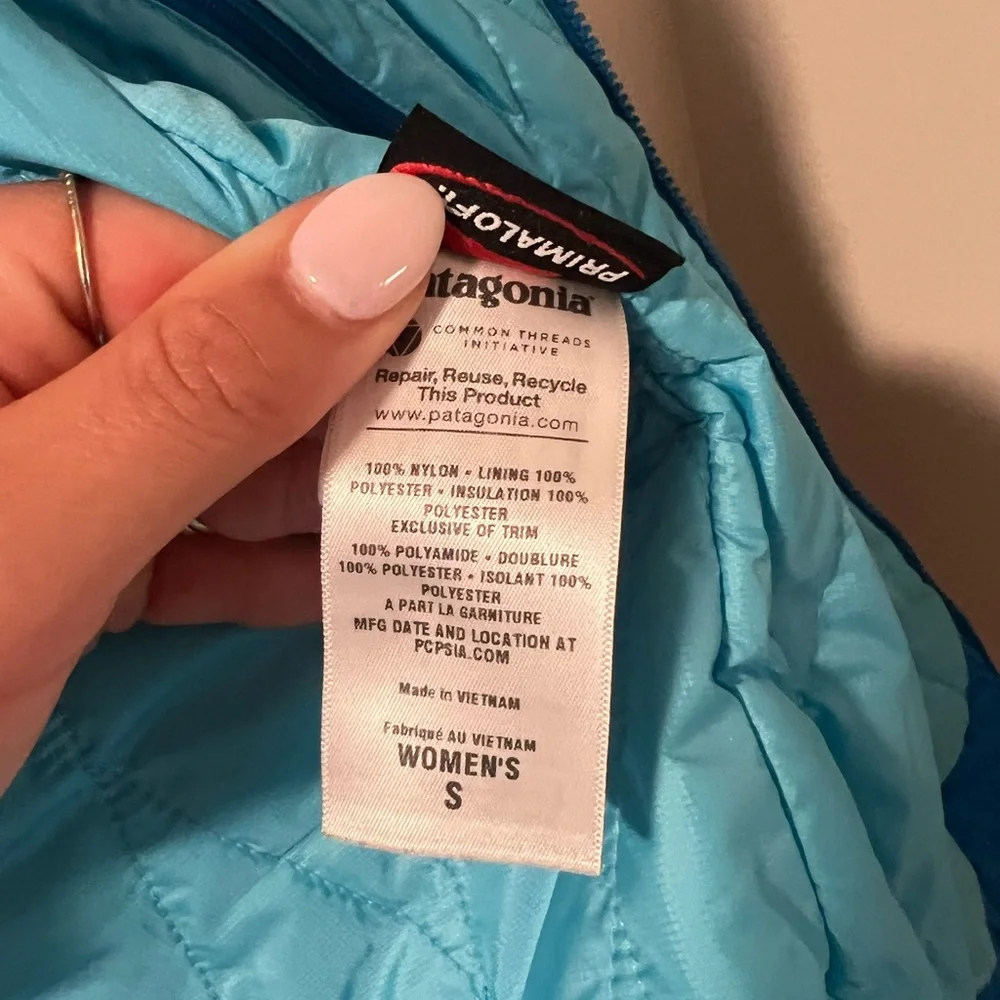 PRIMALOF
tagonia
COMMON THREADS
INITIATIVE
Repair, Reuse, Recycle
This Product
www.patagonia.com
100% NYLON • LINING 100%
POLYESTER • INSULATION 100%
POLYESTER
EXCLUSIVE OF TRIM
100% POLYAMIDE • DOUBLURE
100% POLYESTER • ISOLANT 100%
POLYESTER
A PART LA GARNITURE
MFG DATE AND LOCATION AT
PCPSIA.COM
Made in VIETNAM
Fabriqué AU VIETNAM
WOMEN'S
S